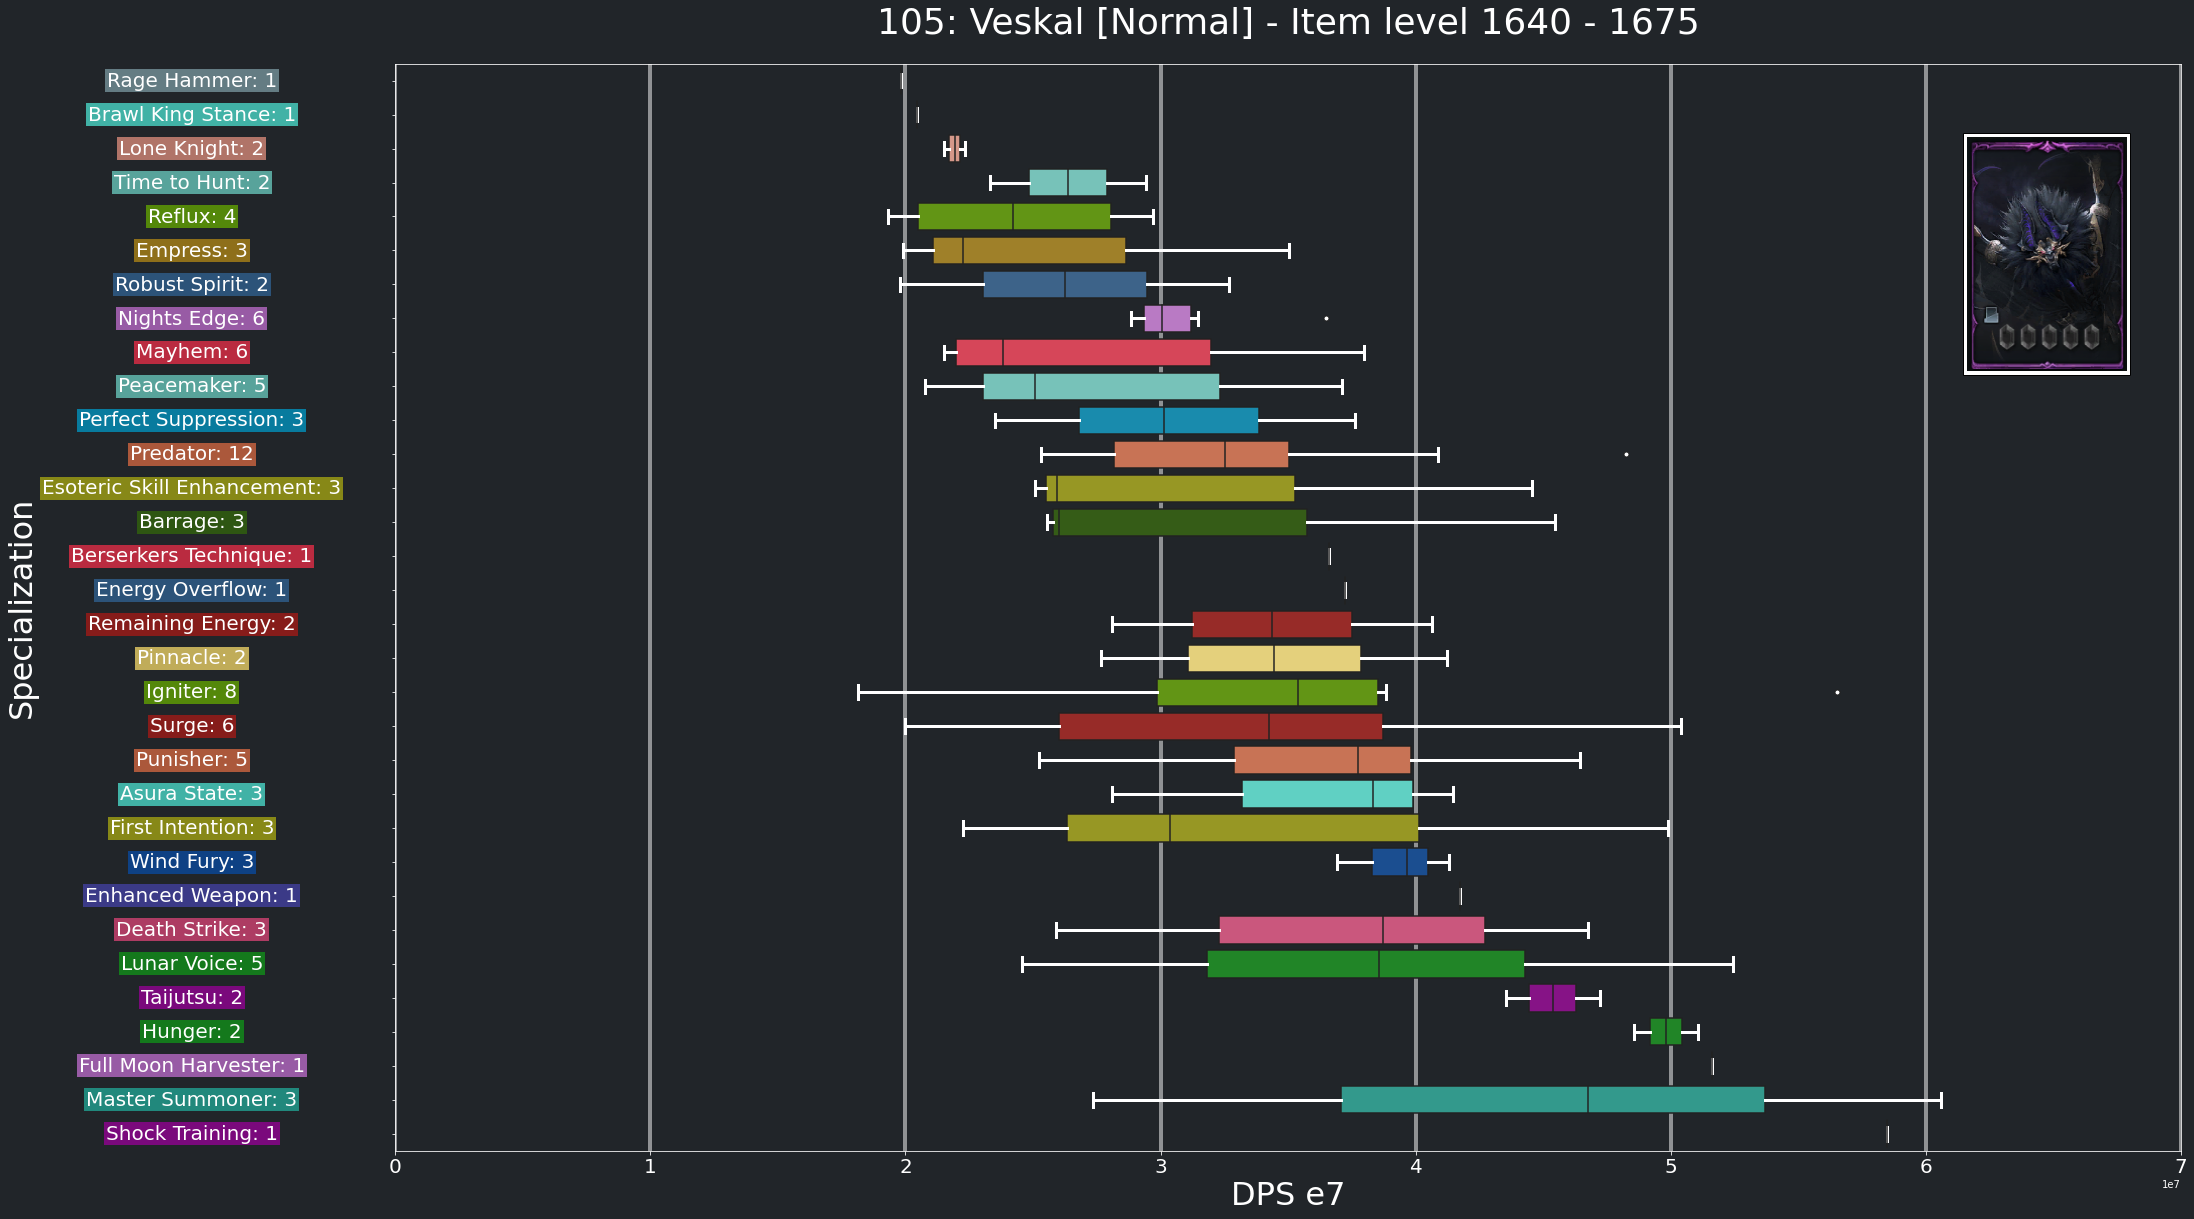 105: Veskal [Normal] - Item level 1640 - 1675
Rage Hammer: 1
Brawl King Stance: 1
Lone Knight: 2
Time to Hunt: 2
Reflux: 4
Empress: 3
Robust Spirit: 2
Nights Edge: 6
Mayhem: 6
Peacemaker: 5
Perfect Suppression: 3
Predator: 12
Esoteric Skill Enhancement: 3
Barrage: 3
Berserkers Technique: 1
Energy Overflow: 1
Remaining Energy: 2
Pinnacle: 2
Igniter: 8
Surge: 6
Punisher: 5
Asura State: 3
First Intention: 3
Wind Fury: 3
Enhanced Weapon: 1
Death Strike: 3
Lunar Voice: 5
Taijutsu: 2
Hunger: 2
Full Moon Harvester: 1
Master Summoner: 3
Shock Training: 1
Specialization
0 1 2 3 4 5 6 7
1e7
DPS e7